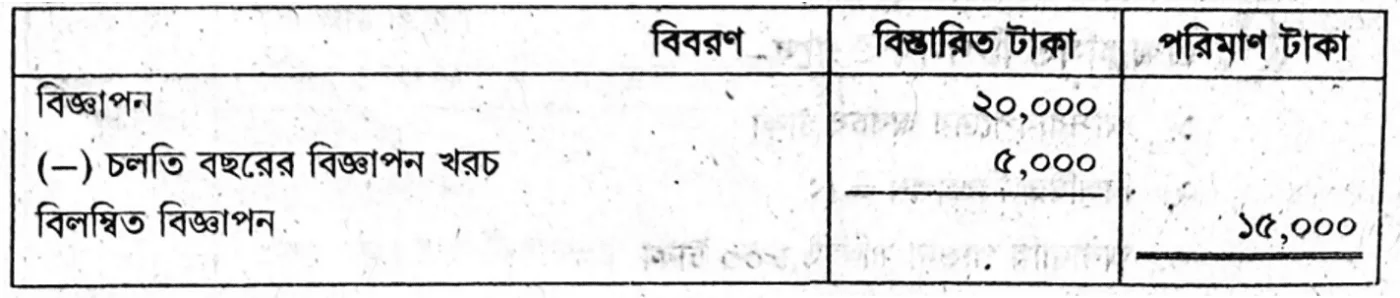 বিবরণ বিস্তারিত টাকা পরিমাণ টাকা
বিজ্ঞাপন ২০,০০০
(–) চলতি বছরের বিজ্ঞাপন খরচ ৫,০০০
বিলম্বিত বিজ্ঞাপন ১৫,০০০